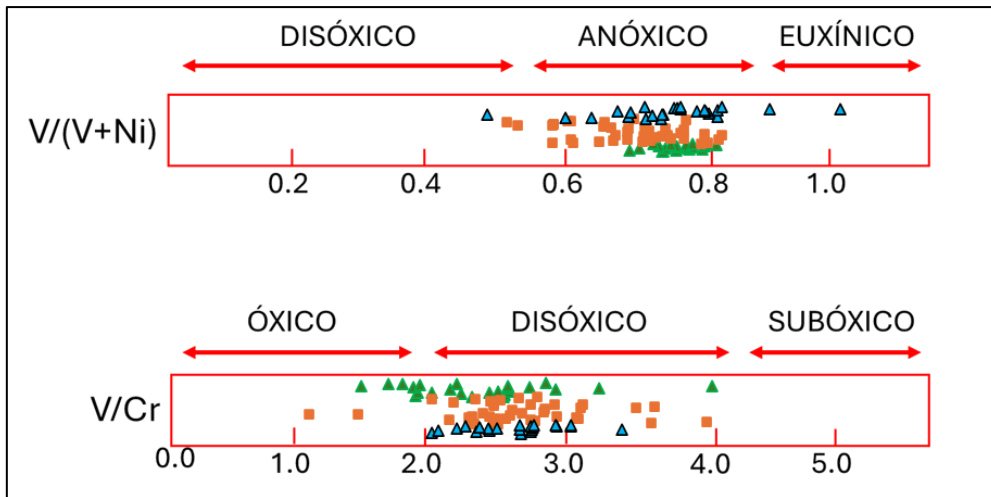 DISÓXICO ANÓXICO EUXÍNICO
V/(V+Ni)
0.2 0.4 0.6 0.8 1.0
ÓXICO DISÓXICO SUBÓXICO
V/Cr
0.0 1.0 2.0 3.0 4.0 5.0